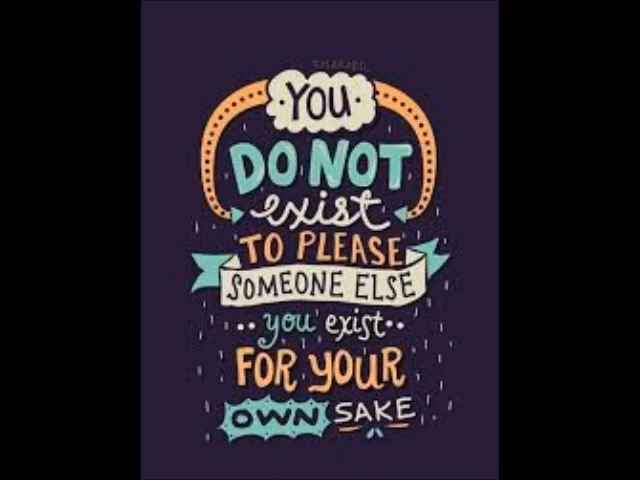 YOU
DO NOT
exist
TO PLEASE
SOMEONE ELSE
you exist
FOR YOUR
OWN SAKE